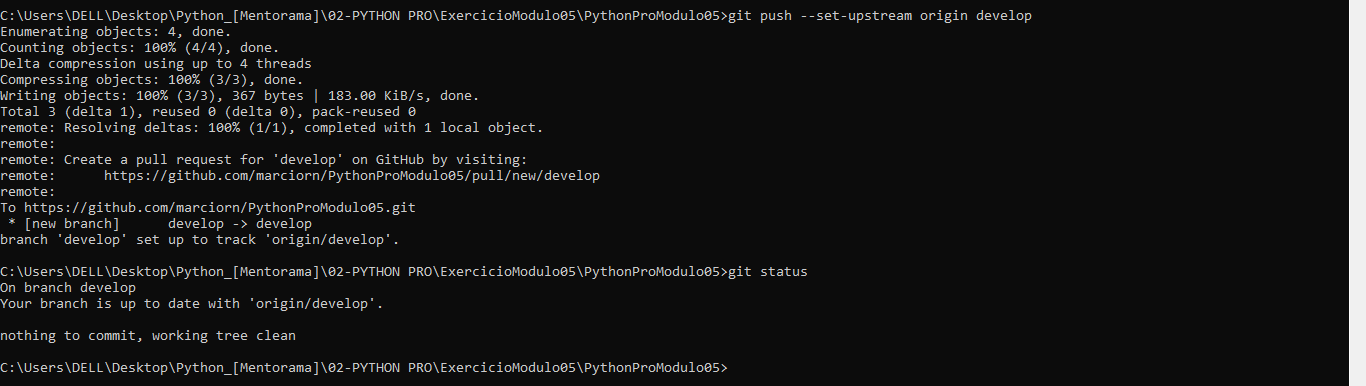 C:\Users\DELL\Desktop\Python_[Mentorama]\02-PYTHON PRO\ExercicioModulo05\PythonProModulo05>git push --set-upstream origin develop
Enumerating objects: 4, done.
Counting objects: 100% (4/4), done.
Delta compression using up to 4 threads
Compressing objects: 100% (3/3), done.
Writing objects: 100% (3/3), 367 bytes | 183.00 KiB/s, done.
Total 3 (delta 1), reused 0 (delta 0), pack-reused 0
remote: Resolving deltas: 100% (1/1), completed with 1 local object.
remote:
remote: Create a pull request for 'develop' on GitHub by visiting:
remote:      https://github.com/marciorn/PythonProModulo05/pull/new/develop
remote:
To https://github.com/marciorn/PythonProModulo05.git
 * [new branch]      develop -> develop
branch 'develop' set up to track 'origin/develop'.
C:\Users\DELL\Desktop\Python_[Mentorama]\02-PYTHON PRO\ExercicioModulo05\PythonProModulo05>git status
On branch develop
Your branch is up to date with 'origin/develop'.
nothing to commit, working tree clean
C:\Users\DELL\Desktop\Python_[Mentorama]\02-PYTHON PRO\ExercicioModulo05\PythonProModulo05>